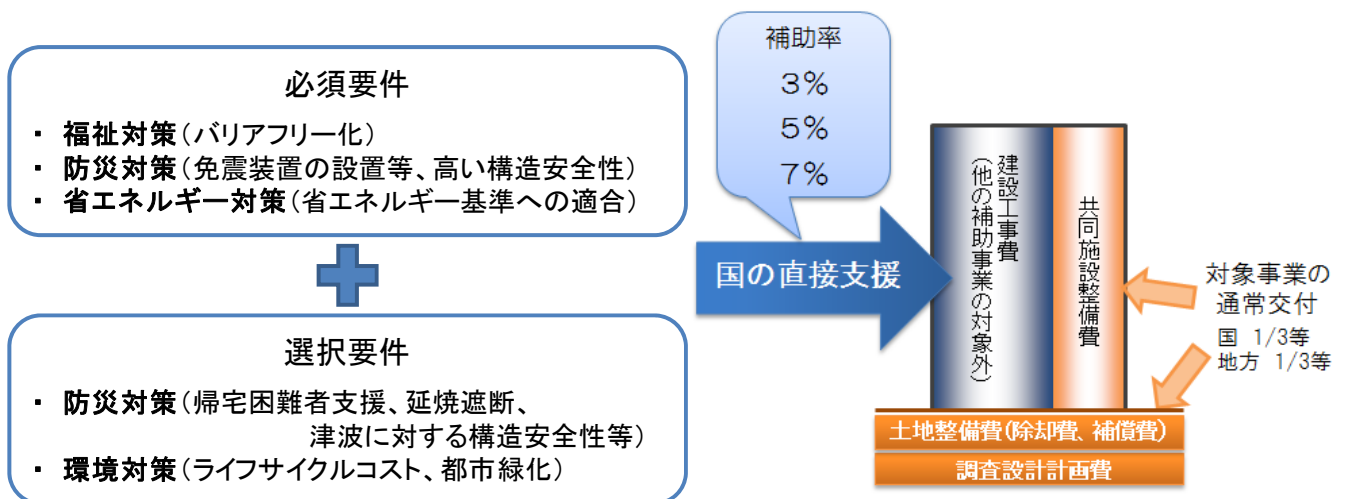 必須要件
・ 福祉対策（バリアフリー化）
・ 防災対策（免震装置の設置等、高い構造安全性）
・ 省エネルギー対策（省エネルギー基準への適合）
選択要件
・ 防災対策（帰宅困難者支援、延焼遮断、
津波に対する構造安全性等）
・ 環境対策（ライフサイクルコスト、都市緑化）
補助率
３％
５％
７％
国の直接支援
建設工事費
（他の補助事業の対象外）
共同施設整備費
対象事業の
通常交付
国 1/3等
地方 1/3等
土地整備費（除却費、補償費）
調査設計計画費